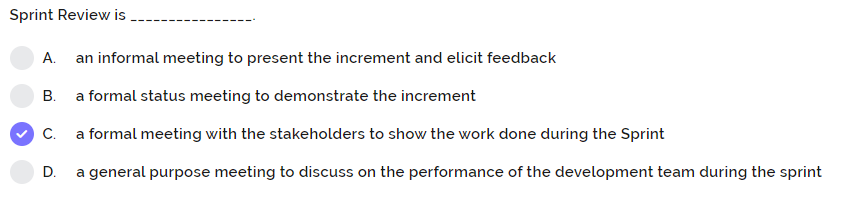 Sprint Review is ________________.
A. an informal meeting to present the increment and elicit feedback
B. a formal status meeting to demonstrate the increment
C. a formal meeting with the stakeholders to show the work done during the Sprint
D. a general purpose meeting to discuss on the performance of the development team during the sprint